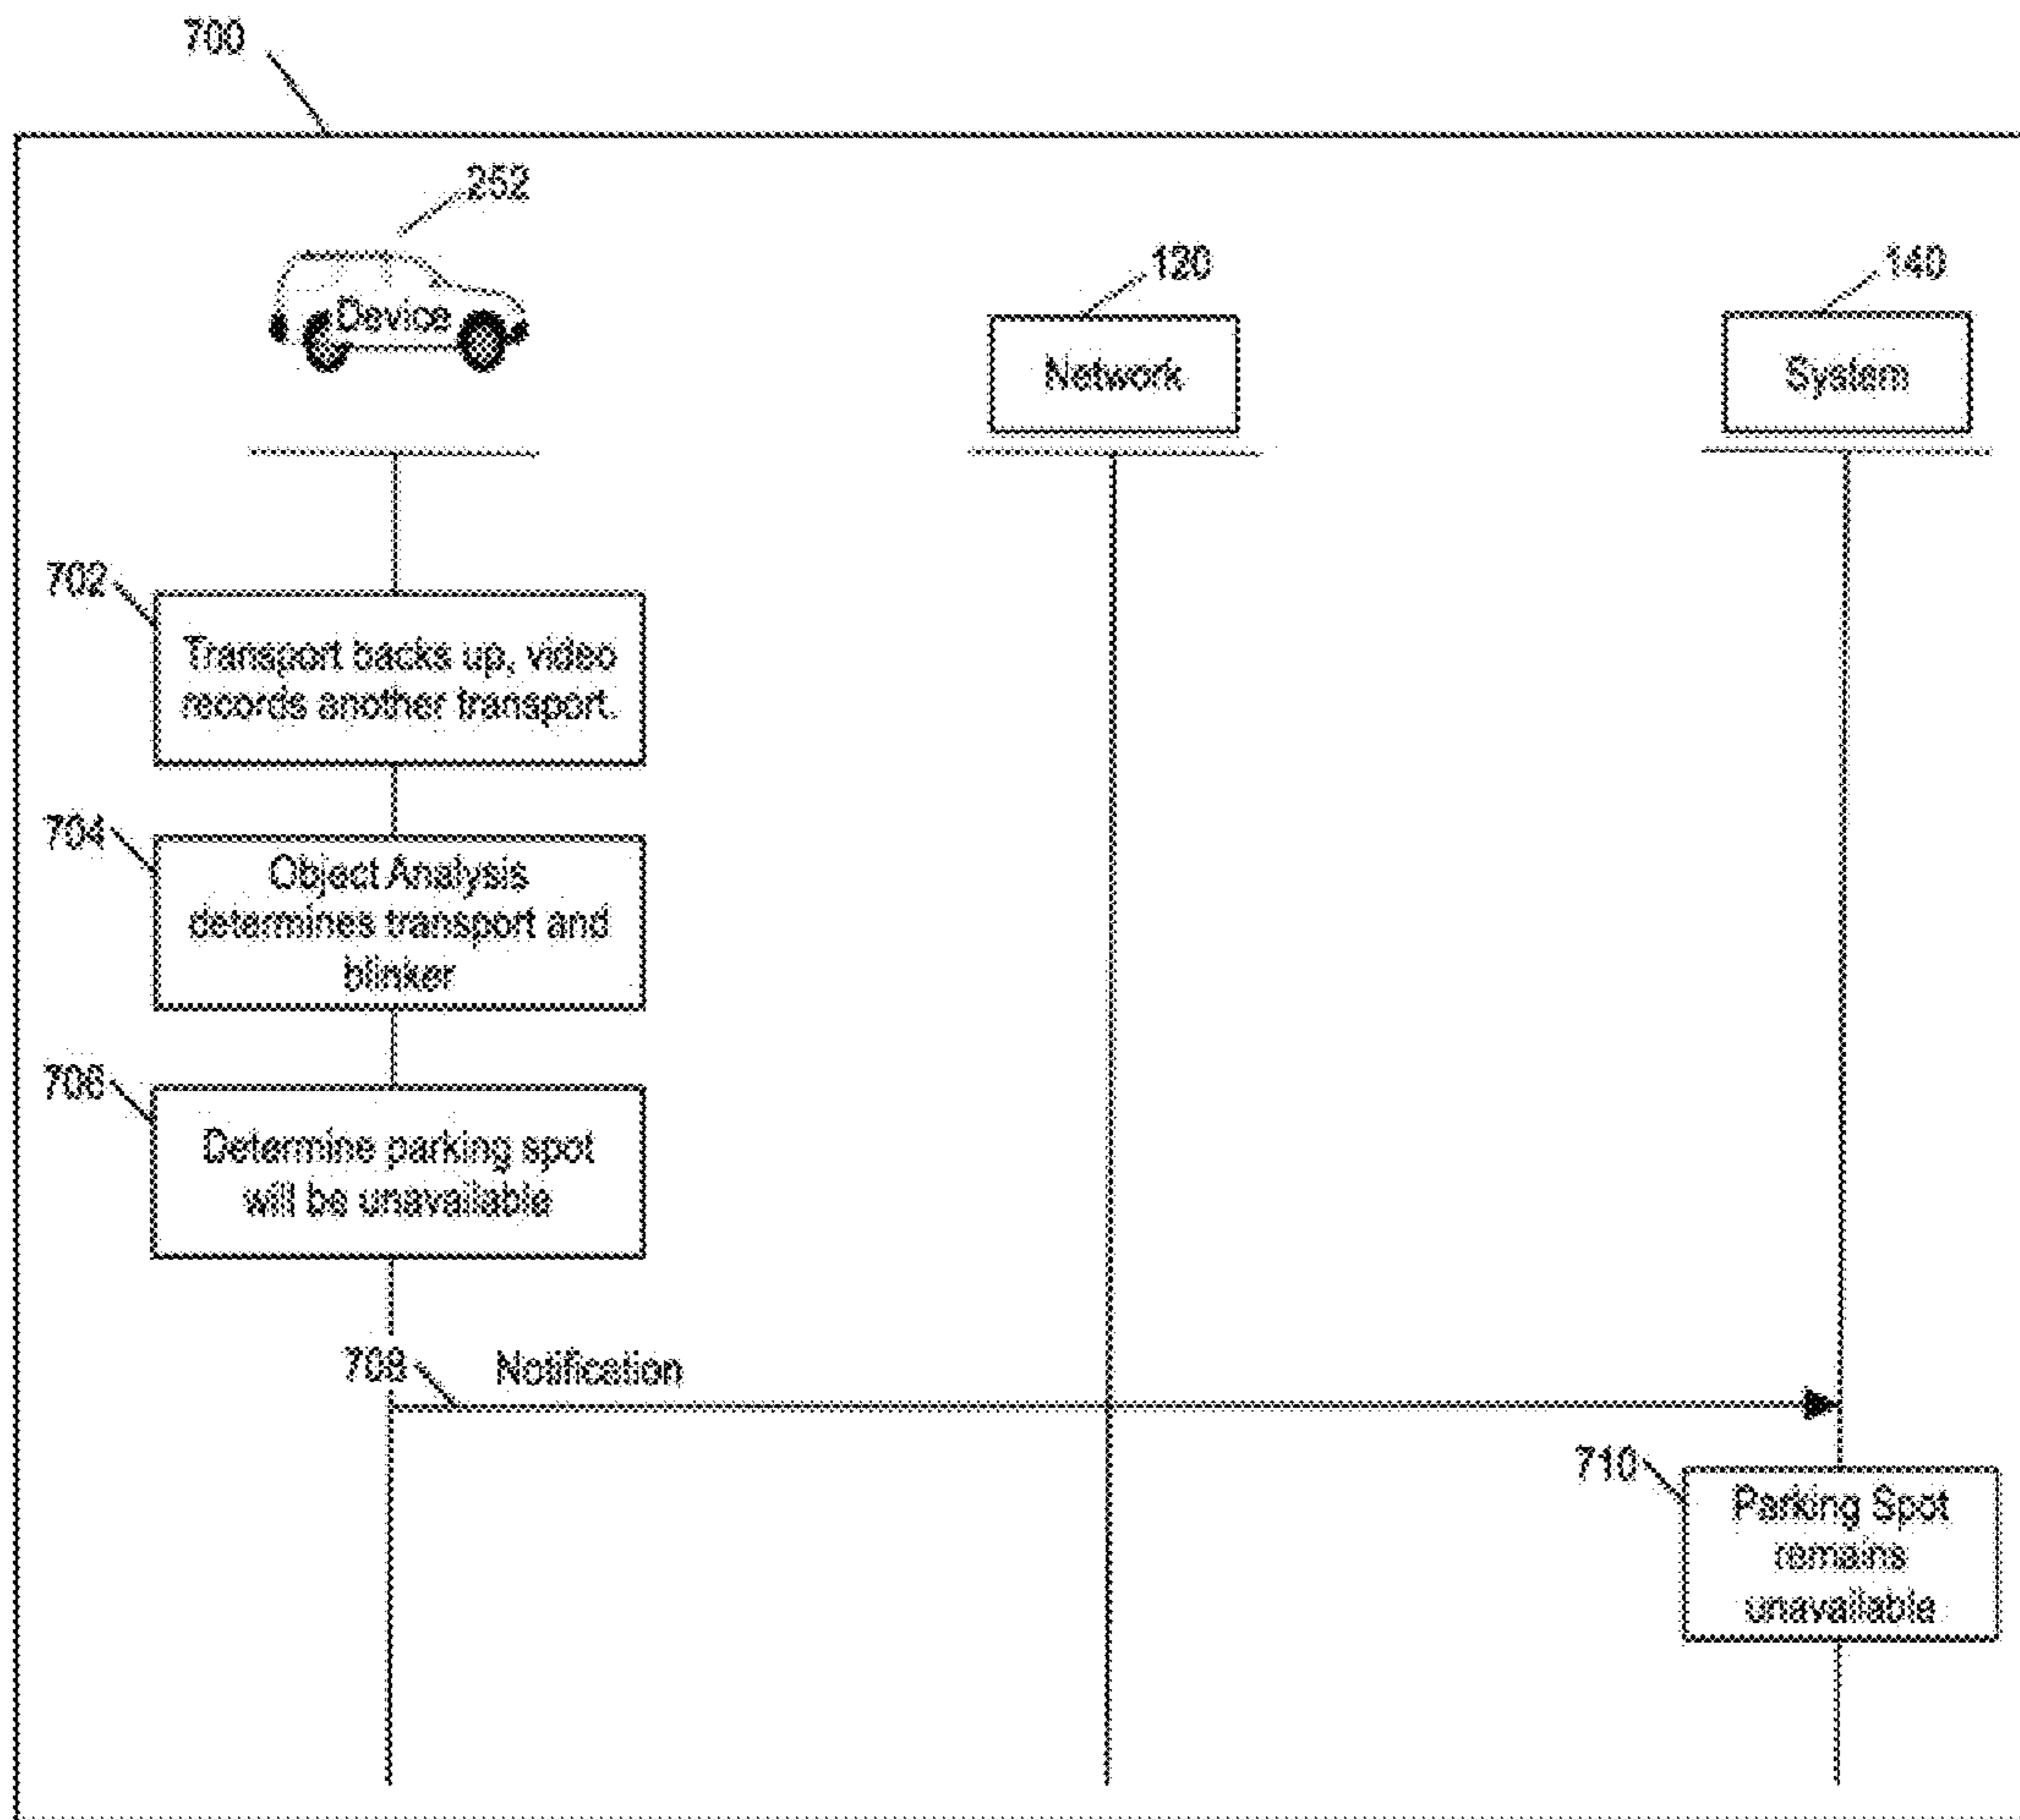 700
252
120
140
Device
Network
System
702
Transport backs up, video
records another transport.
704
Object Analysis
determines transport and
blinker
706
Determine parking spot
will be unavailable
708
Notification
710
Parking Spot
remains
unavailable